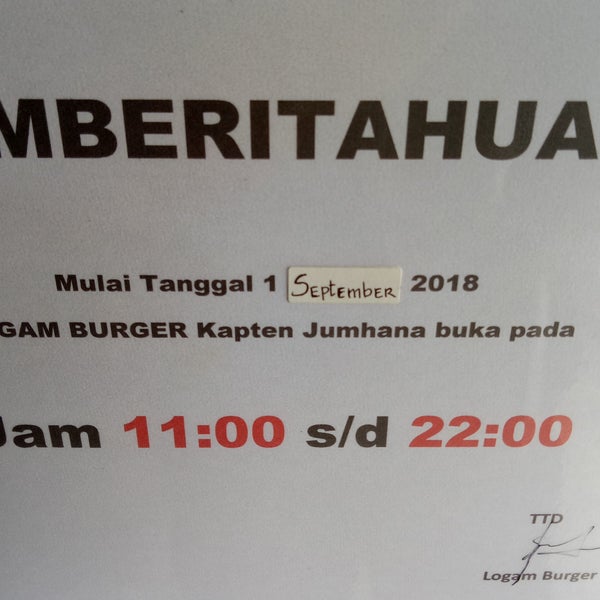 MBERITAHUA
Mulai Tanggal 1 September 2018
GAM BURGER Kapten Jumhana buka pada
Jam 11:00 s/d 22:00
TTD
Logam Burger